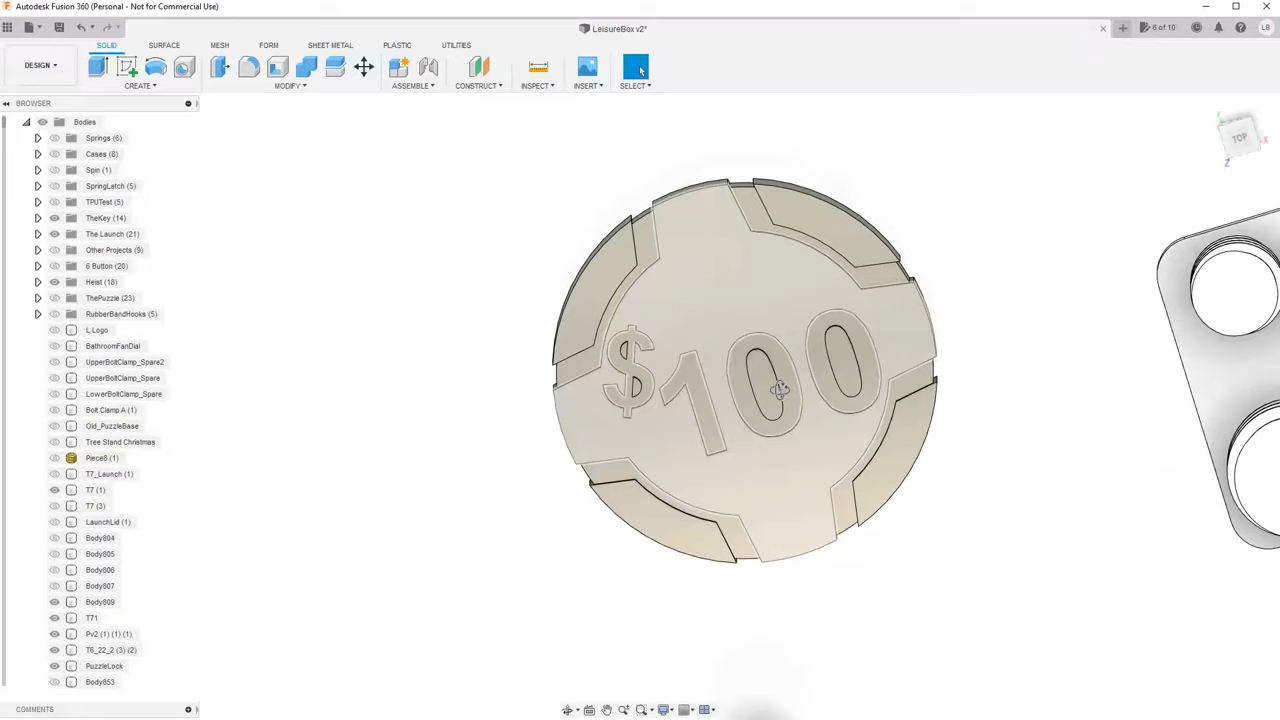 Autodesk Fusion 360 (Personal - Not for Commercial Use)
LeisureBox v2*
6 of 10
LB
DESIGN
SOLID
SURFACE
MESH
FORM
SHEET METAL
PLASTIC
UTILITIES
CREATE
MODIFY
ASSEMBLE
CONSTRUCT
INSPECT
INSERT
SELECT
BROWSER
Bodies
Springs (6)
Cases (8)
Spin (1)
SpringLatch (5)
TPUTest (5)
TheKey (14)
The Launch (21)
Other Projects (9)
6 Button (20)
Heist (18)
ThePuzzle (23)
RubberBandHooks (5)
L Logo
BathroomFanDial
UpperBoltClamp_Spare2
UpperBoltClamp_Spare
LowerBoltClamp_Spare
Bolt Clamp A (1)
Old_PuzzleBase
Tree Stand Christmas
Piece8 (1)
T7_Launch (1)
T7 (1)
T7 (3)
LaunchLid (1)
Body804
Body805
Body806
Body807
Body809
T71
Pv2 (1) (1) (1)
T6_22_2 (3) (2)
PuzzleLock
Body853
COMMENTS
$100
TOP
X
Z